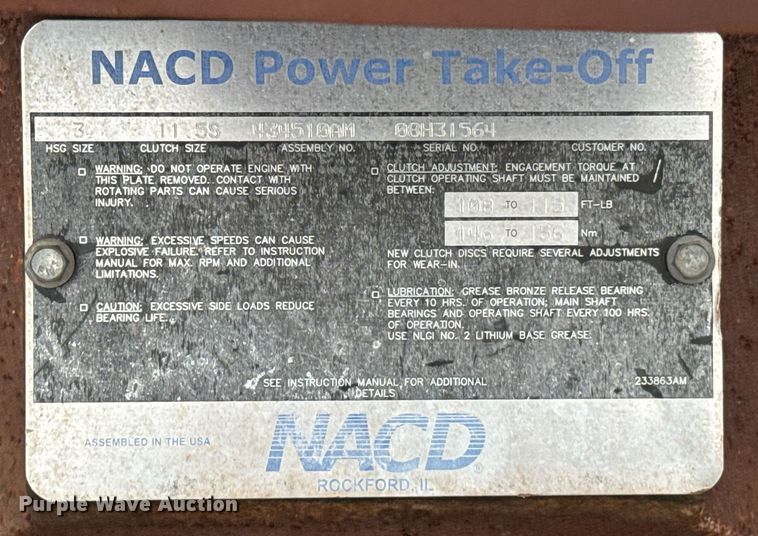 NACD Power Take-Off
3 11.5S 08H31564
HSG SIZE CLUTCH SIZE ASSEMBLY NO. SERIAL NO. CUSTOMER NO.
WARNING: DO NOT OPERATE ENGINE WITH
THIS PLATE REMOVED. CONTACT WITH
ROTATING PARTS CAN CAUSE SERIOUS
INJURY.
WARNING: EXCESSIVE SPEEDS CAN CAUSE
EXPLOSIVE FAILURE. REFER TO INSTRUCTION
MANUAL FOR MAX. RPM AND ADDITIONAL
LIMITATIONS.
CAUTION: EXCESSIVE SIDE LOADS REDUCE
BEARING LIFE.
CLUTCH ADJUSTMENT: ENGAGEMENT TORQUE AT
CLUTCH OPERATING SHAFT MUST BE MAINTAINED
BETWEEN:
108 TO 115 FT-LB
146 TO 156 Nm
NEW CLUTCH DISCS REQUIRE SEVERAL ADJUSTMENTS
FOR WEAR-IN.
LUBRICATION: GREASE BRONZE RELEASE BEARING
EVERY 10 HRS. OF OPERATION; MAIN SHAFT
BEARINGS AND OPERATING SHAFT EVERY 100 HRS.
OF OPERATION.
USE NLGI NO. 2 LITHIUM BASE GREASE.
SEE INSTRUCTION MANUAL FOR ADDITIONAL
DETAILS
233863AM
ASSEMBLED IN THE USA
NACD®
ROCKFORD, IL
Purple Wave Auction